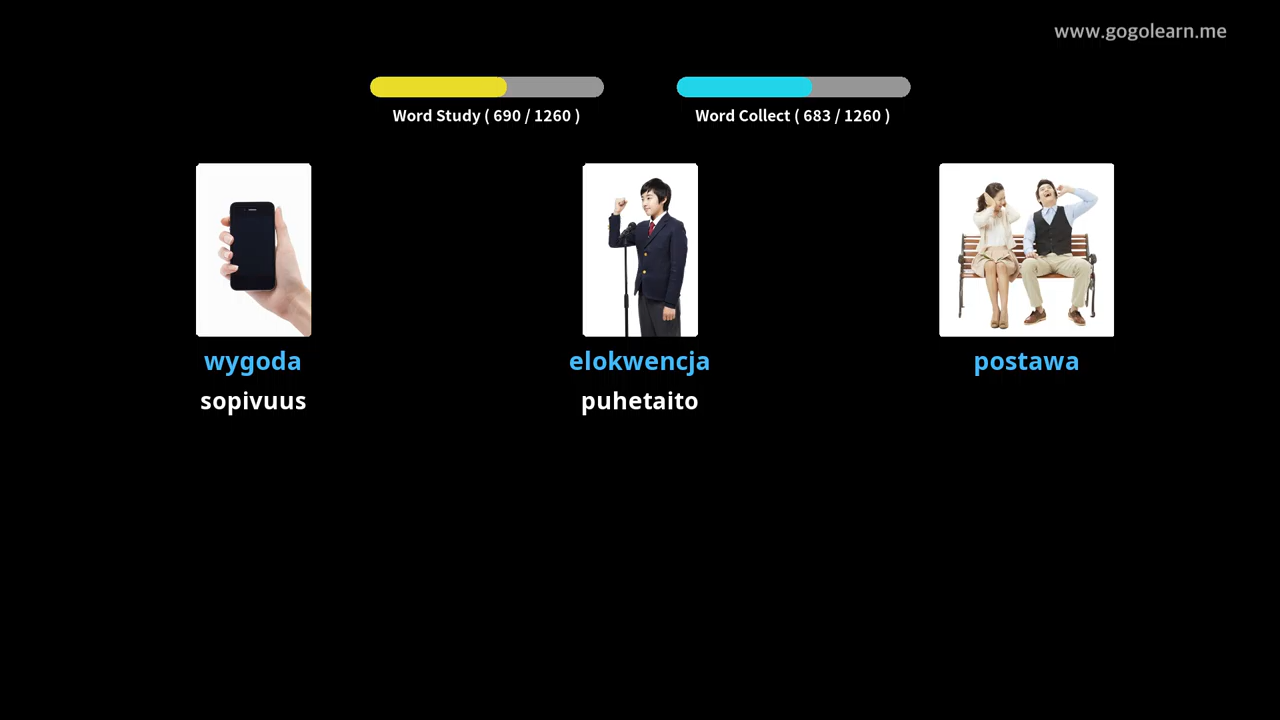 www.gogolearn.me
Word Study ( 690 / 1260 )
Word Collect ( 683 / 1260 )
wygoda
elokwencja
postawa
sopivuus
puhetaito